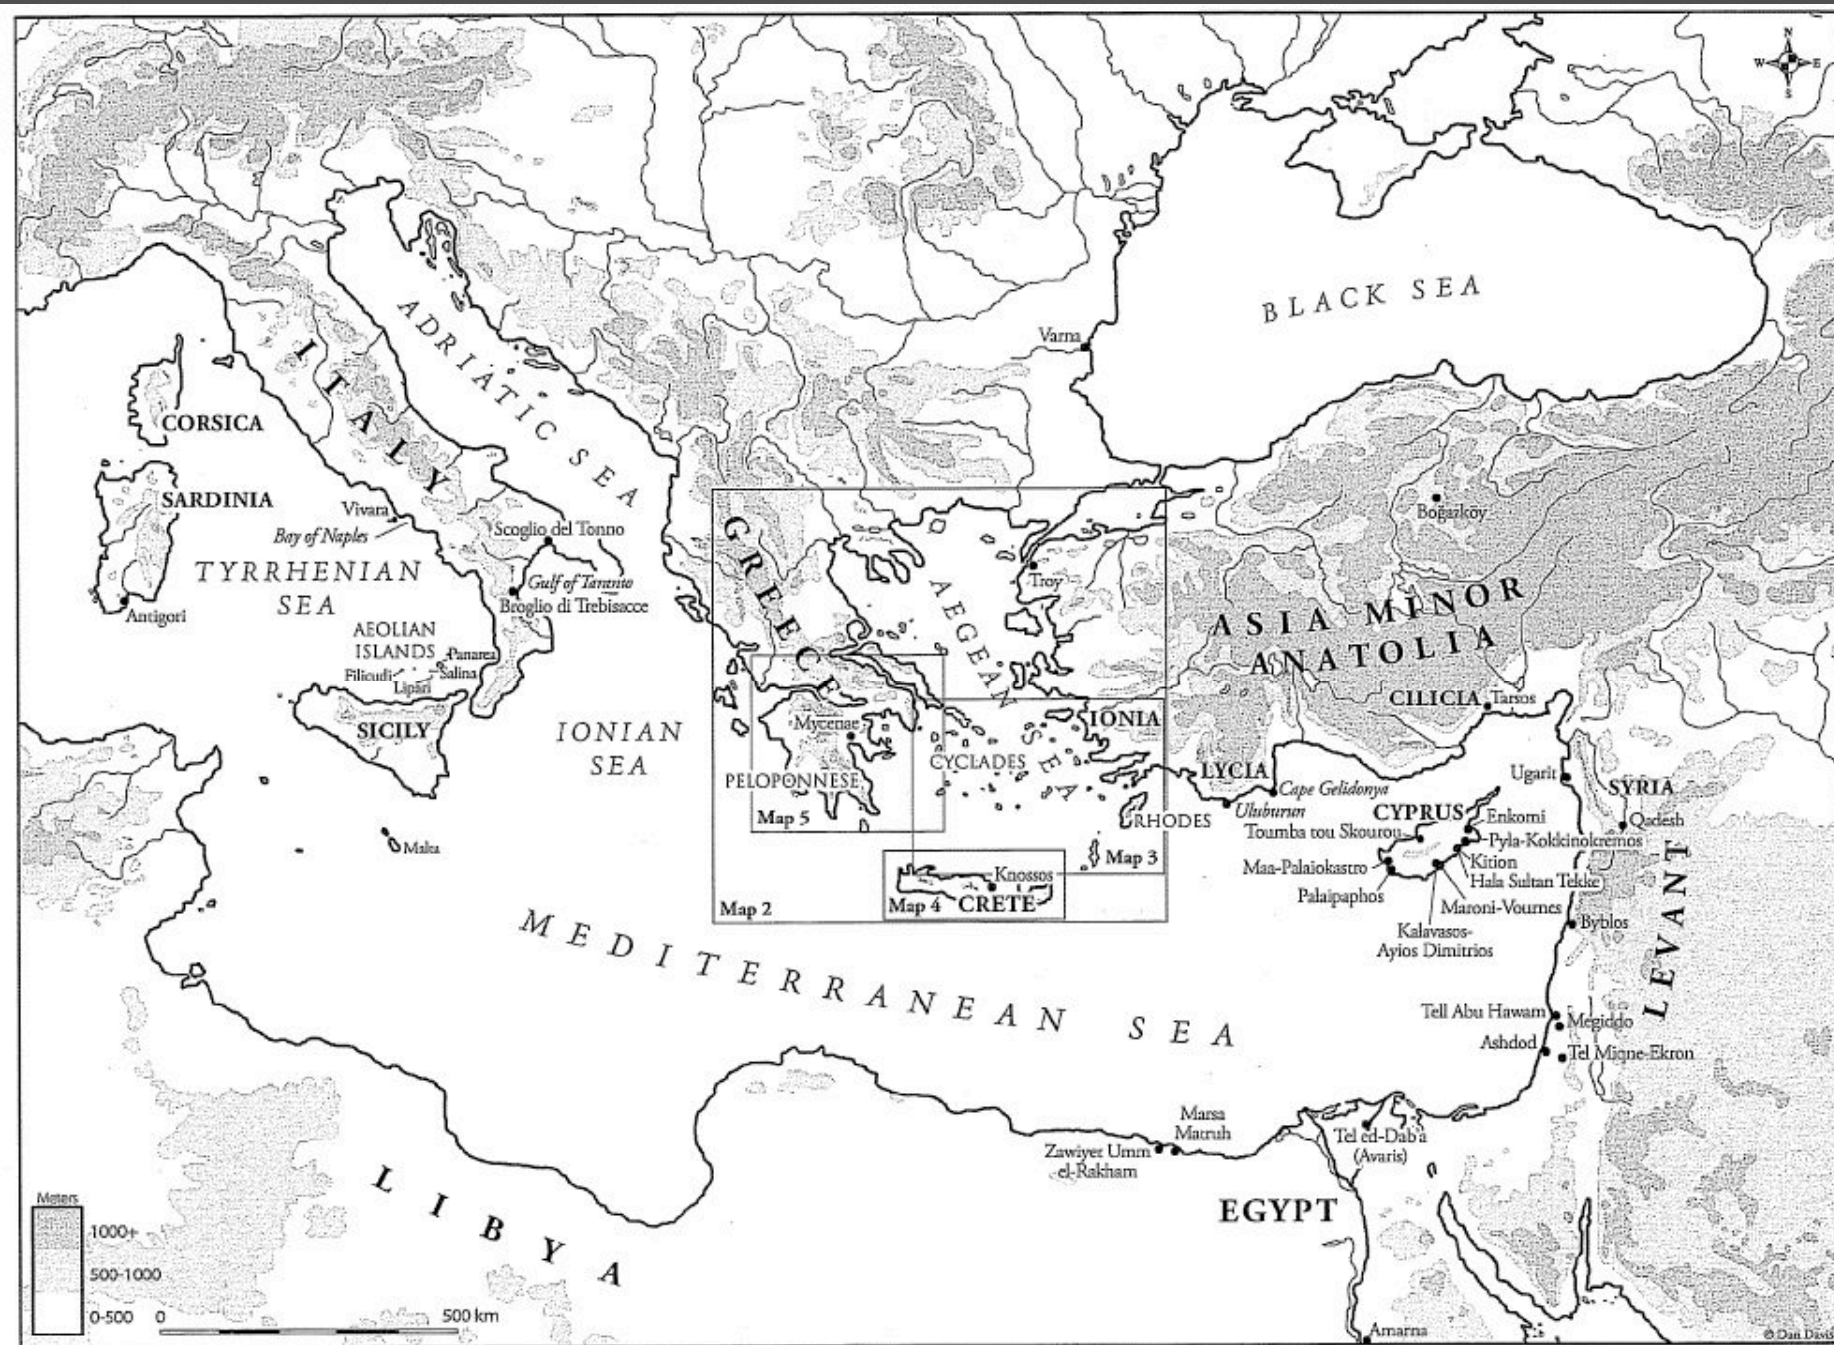 N
W E
S
BLACK SEA
ADRIATIC SEA
ITALY
Varna
CORSICA
SARDINIA
Vivara
Bay of Naples
Scoglio del Tonno
Boğazköy
GREECE
TYRRHENIAN
SEA
Gulf of Taranto
Broglio di Trebisacce
Antigori
Troy
AEGEAN SEA
ASIA MINOR
ANATOLIA
AEOLIAN
ISLANDS
Panarea
Filicudi
Salina
Lipari
SICILY
IONIAN
SEA
CILICIA
Tarsos
Mycenae
IONIA
CYCLADES
PELOPONNESE
LYCIA
Cape Gelidonya
Ugarit
SYRIA
Uluburun
Map 5
RHODES
CYPRUS
Enkomi
Qadesh
Toumba tou Skourou
Pyla-Kokkinokremos
Malta
Map 3
Maa-Palaiokastro
Kition
Knossos
Hala Sultan Tekke
Palaipaphos
Map 2
Map 4
CRETE
Maroni-Vournes
Byblos
Kalavasos-
Ayios Dimitrios
LEVANT
MEDITERRANEAN SEA
Tell Abu Hawam
Megiddo
Ashdod
Tel Miqne-Ekron
Marsa
Matruh
Zawiyet Umm
el-Rakham
Tel ed-Dab'a
(Avaris)
LIBYA
EGYPT
Meters
1000+
500-1000
0-500
0 500 km
Amarna
© Dan Davis